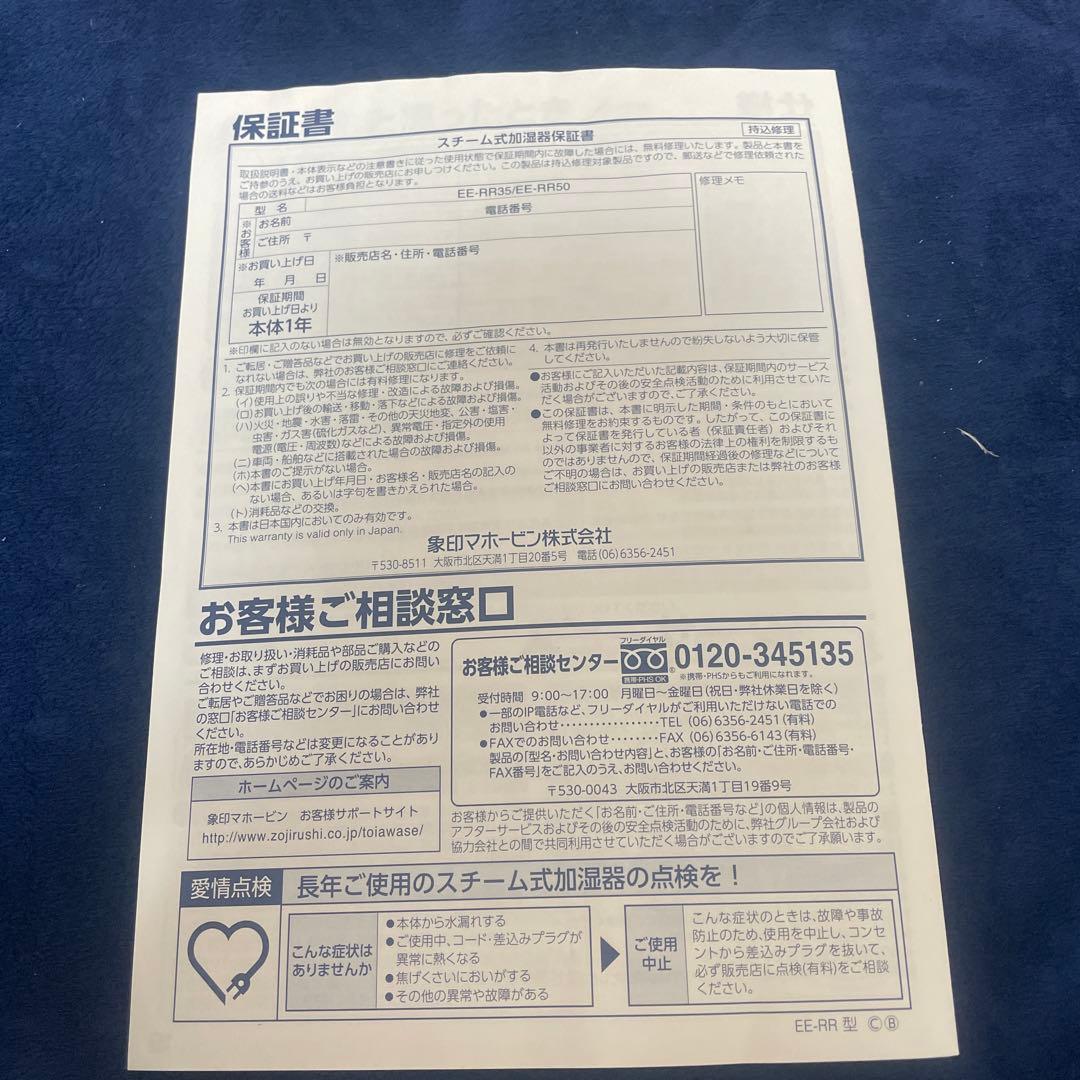 保証書
スチーム式加湿器保証書
持込修理
取扱説明書・本体表示などの注意書きに従った使用状態で保証期間内に故障した場合には、無料修理いたします。製品と本書を
ご持参のうえ、お買い上げの販売店にお申しつけください。この製品は持込修理対象製品ですので、郵送などで修理依頼された
場合の送料などはお客様負担となります。
型 名
EE-RR35/EE-RR50
修理メモ
※お客様
お名前
電話番号
ご住所 〒
※お買い上げ日
年 月 日
※販売店名・住所・電話番号
保証期間
お買い上げ日より
本体1年
※印欄に記入のない場合は無効となりますので、必ずご確認ください。
1. ご転居・ご贈答品などでお買い上げの販売店に修理をご依頼に
なれない場合は、弊社のお客様ご相談窓口にご連絡ください。
2. 保証期間内でも次の場合には有料修理になります。
(イ)使用上の誤りや不当な修理・改造による故障および損傷。
(ロ)お買い上げ後の輸送・移動・落下などによる故障および損傷。
(ハ)火災・地震・水害・落雷・その他の天災地変、公害・塩害・
虫害・ガス害(硫化ガスなど)、異常電圧・指定外の使用
電源(電圧・周波数)などによる故障および損傷。
(ニ)車両・船舶などに搭載された場合の故障および損傷。
(ホ)本書のご提示がない場合。
(ヘ)本書にお買い上げ年月日・お客様名・販売店名の記入の
ない場合、あるいは字句を書きかえられた場合。
(ト)消耗品などの交換。
3. 本書は日本国内においてのみ有効です。
This warranty is valid only in Japan.
4. 本書は再発行いたしませんので紛失しないよう大切に保管
してください。
●お客様にご記入いただいた記載内容は、保証期間内のサービス
活動およびその後の安全点検活動のために利用させていた
だく場合がございますので、ご了承ください。
●この保証書は、本書に明示した期間・条件のもとにおいて
無料修理をお約束するものです。したがって、この保証書に
よって保証書を発行している者(保証責任者)およびそれ
以外の事業者に対するお客様の法律上の権利を制限するも
のではありませんので、保証期間経過後の修理などについて
ご不明の場合は、お買い上げの販売店または弊社のお客様
ご相談窓口にお問い合わせください。
象印マホービン株式会社
〒530-8511 大阪市北区天満1丁目20番5号 電話(06)6356-2451
お客様ご相談窓口
修理・お取り扱い・消耗品や部品ご購入などの
ご相談は、まずお買い上げの販売店にお問い
合わせください。
ご転居やご贈答品などでお困りの場合は、弊社
の窓口「お客様ご相談センター」にお問い合わせ
ください。
所在地・電話番号などは変更になることがあり
ますので、あらかじめご了承ください。
ホームページのご案内
象印マホービン お客様サポートサイト
http://www.zojirushi.co.jp/toiawase/
お客様ご相談センター
フリーダイヤル
携帯・PHS OK
®
0120-345135
※携帯・PHSからもご利用になれます。
受付時間 9:00〜17:00 月曜日〜金曜日(祝日・弊社休業日を除く)
●一部のIP電話など、フリーダイヤルがご利用いただけない電話での
お問い合わせ‥‥‥‥‥‥‥‥TEL (06)6356-2451(有料)
●FAXでのお問い合わせ‥‥‥‥FAX (06)6356-6143(有料)
製品の「型名・お問い合わせ内容」と、お客様の「お名前・ご住所・電話番号・
FAX番号」をご記入のうえ、お問い合わせください。
〒530-0043 大阪市北区天満1丁目19番9号
お客様からご提供いただく「お名前・ご住所・電話番号など」の個人情報は、製品の
アフターサービスおよびその後の安全点検活動のために、弊社グループ会社および
協力会社との間で共同利用させていただく場合がございますのでご了承願います。
愛情点検
長年ご使用のスチーム式加湿器の点検を!
こんな症状は
ありませんか
●本体から水漏れする
●ご使用中、コード・差込みプラグが
異常に熱くなる
●焦げくさいにおいがする
●その他の異常や故障がある
ご使用
中止
こんな症状のときは、故障や事故
防止のため、使用を中止し、コンセ
ントから差込みプラグを抜いて、
必ず販売店に点検(有料)をご相談
ください。
EE-RR 型 ⒸⒷ